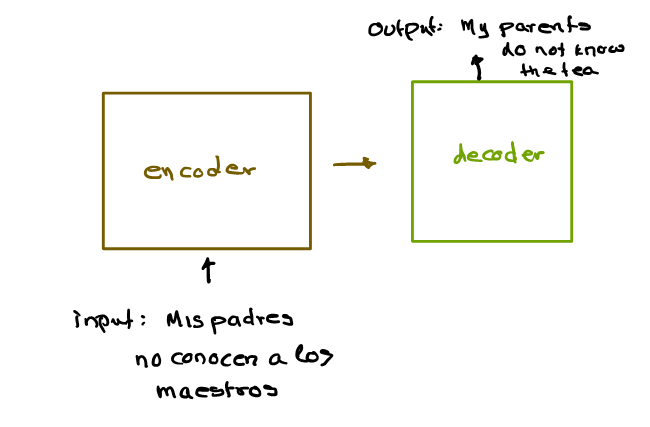 Output: My parents
do not know
the tea
encoder
decoder
input: Mis padres
no conocen a los
maestros